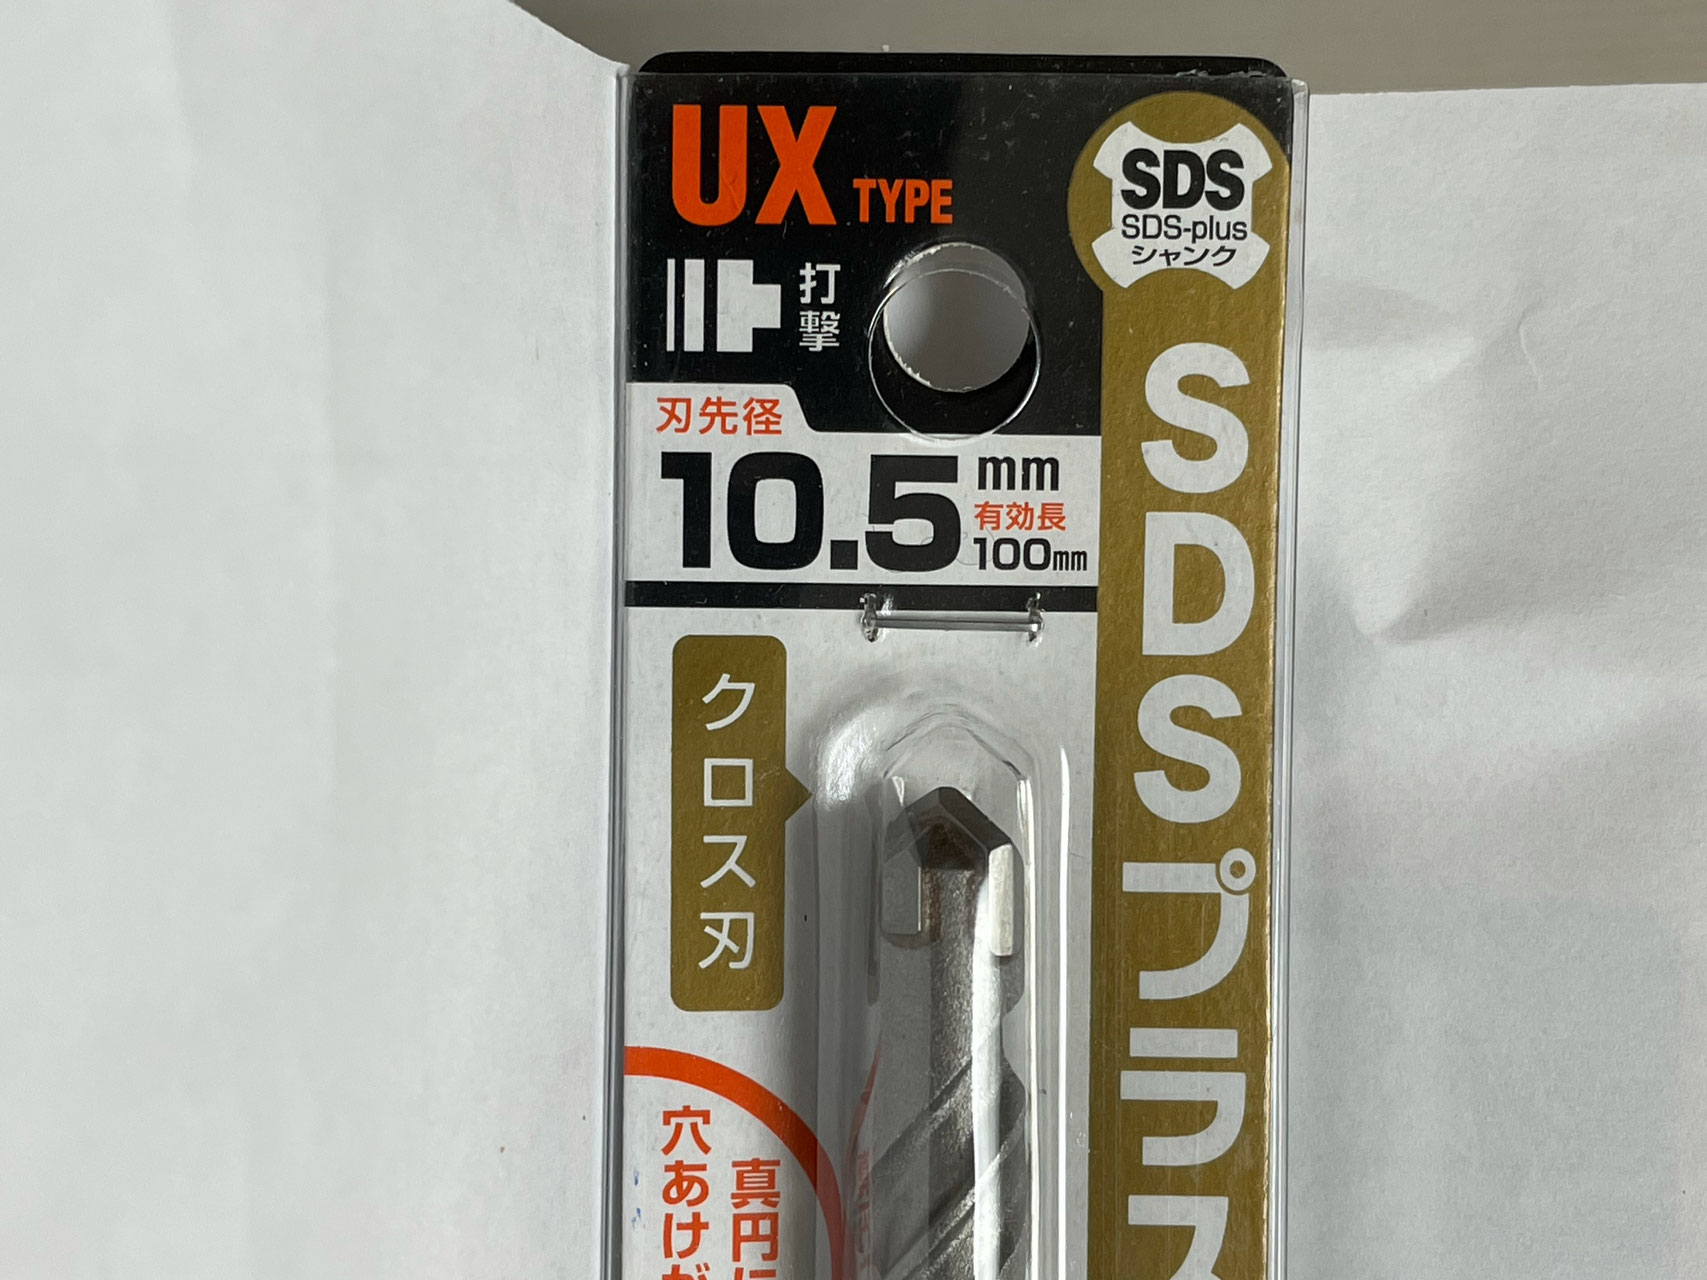 UX TYPE
打撃
SDS
SDS-plus
シャンク
刃先径
10.5mm
有効長
100mm
クロス刃
SDSプラス
真円に
穴あけが